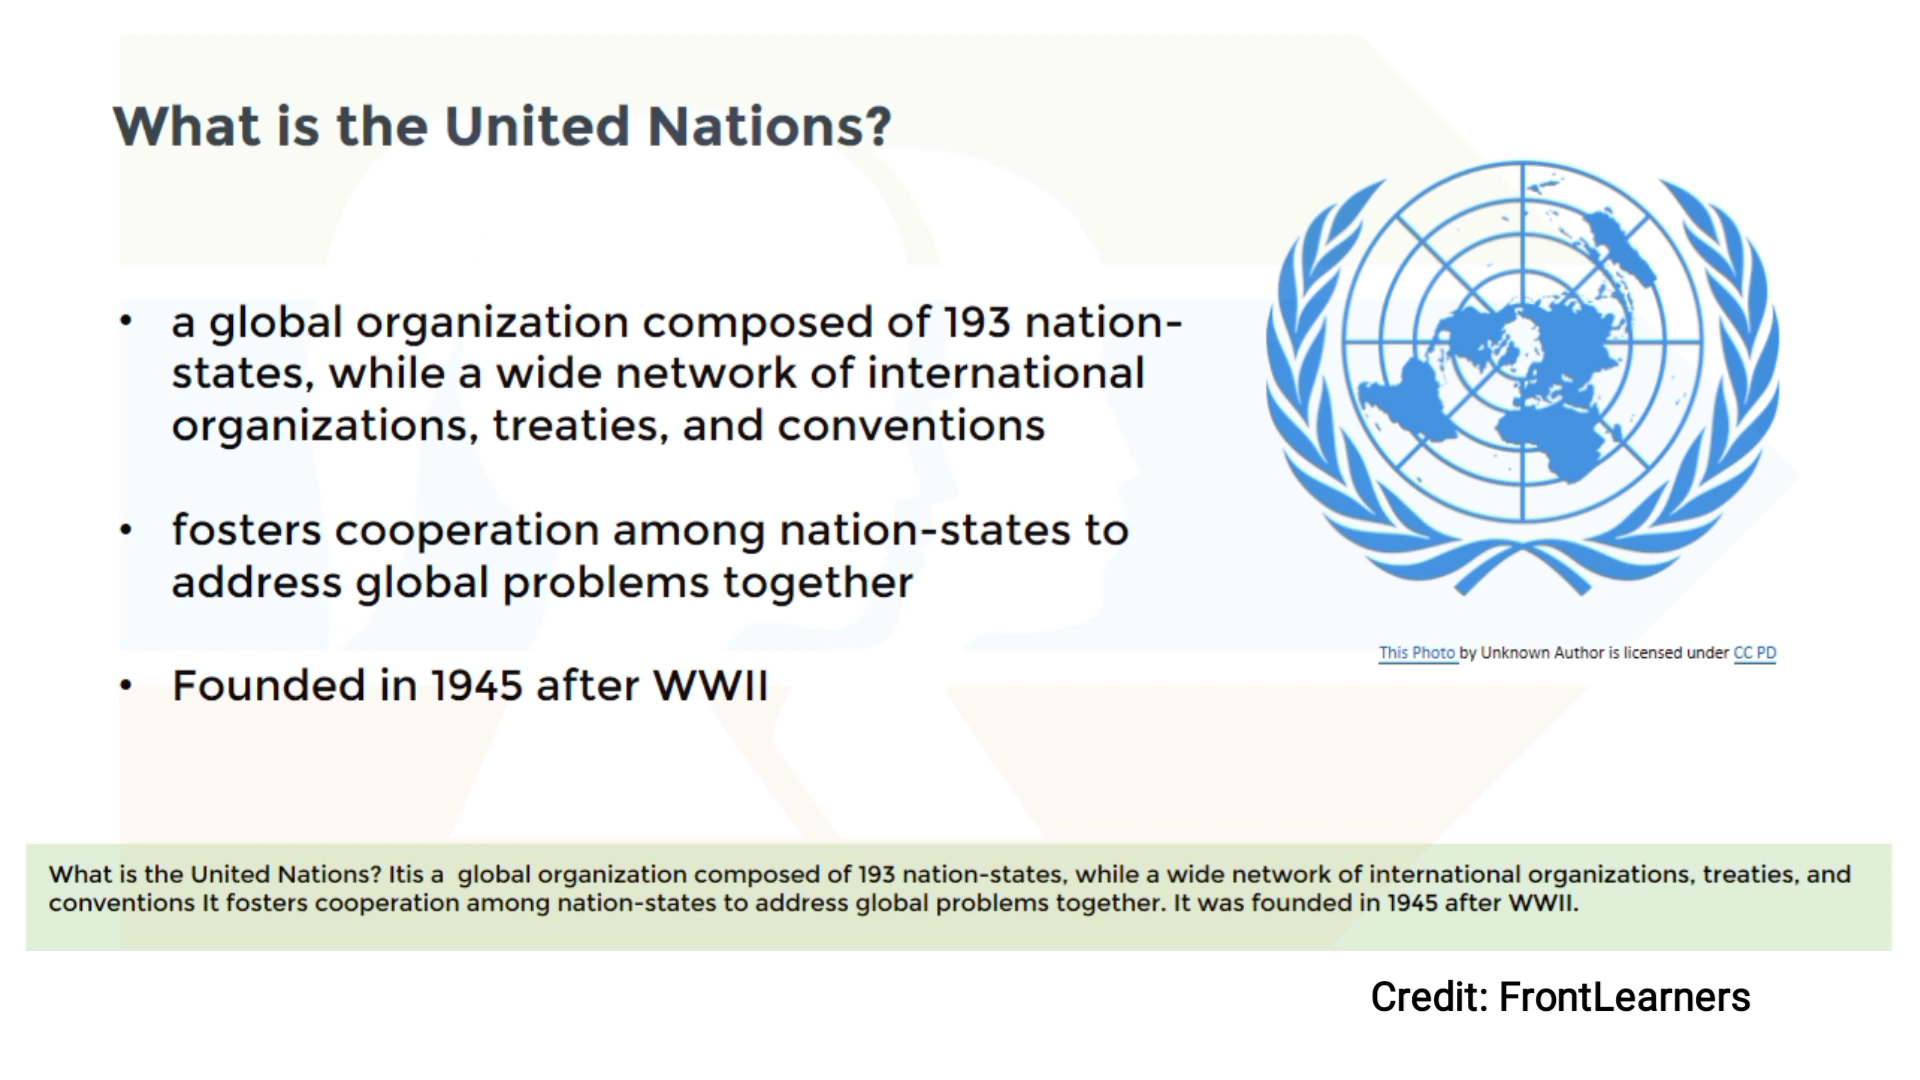 What is the United Nations?
• a global organization composed of 193 nation-
states, while a wide network of international
organizations, treaties, and conventions
• fosters cooperation among nation-states to
address global problems together
• Founded in 1945 after WWII
This Photo by Unknown Author is licensed under CC PD
What is the United Nations? Itis a  global organization composed of 193 nation-states, while a wide network of international organizations, treaties, and
conventions It fosters cooperation among nation-states to address global problems together. It was founded in 1945 after WWII.
Credit: FrontLearners